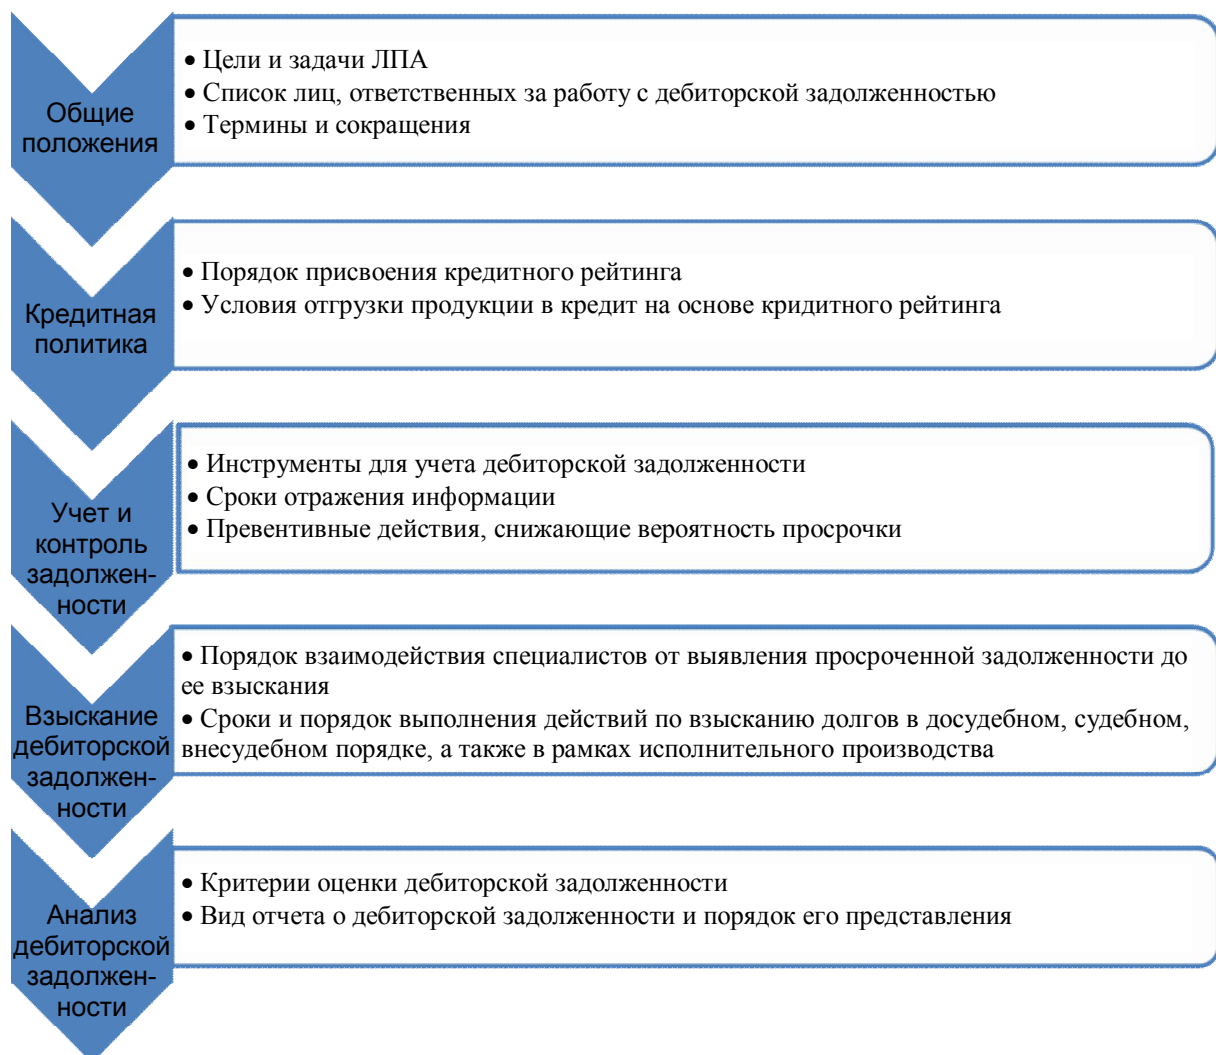 Общие
положения
• Цели и задачи ЛПА
• Список лиц, ответственных за работу с дебиторской задолженностью
• Термины и сокращения
Кредитная
политика
• Порядок присвоения кредитного рейтинга
• Условия отгрузки продукции в кредит на основе кридитного рейтинга
Учет и
контроль
задолжен-
ности
• Инструменты для учета дебиторской задолженности
• Сроки отражения информации
• Превентивные действия, снижающие вероятность просрочки
Взыскание
дебиторской
задолжен-
ности
• Порядок взаимодействия специалистов от выявления просроченной задолженности до
ее взыскания
• Сроки и порядок выполнения действий по взысканию долгов в досудебном, судебном,
внесудебном порядке, а также в рамках исполнительного производства
Анализ
дебиторской
задолжен-
ности
• Критерии оценки дебиторской задолженности
• Вид отчета о дебиторской задолженности и порядок его представления